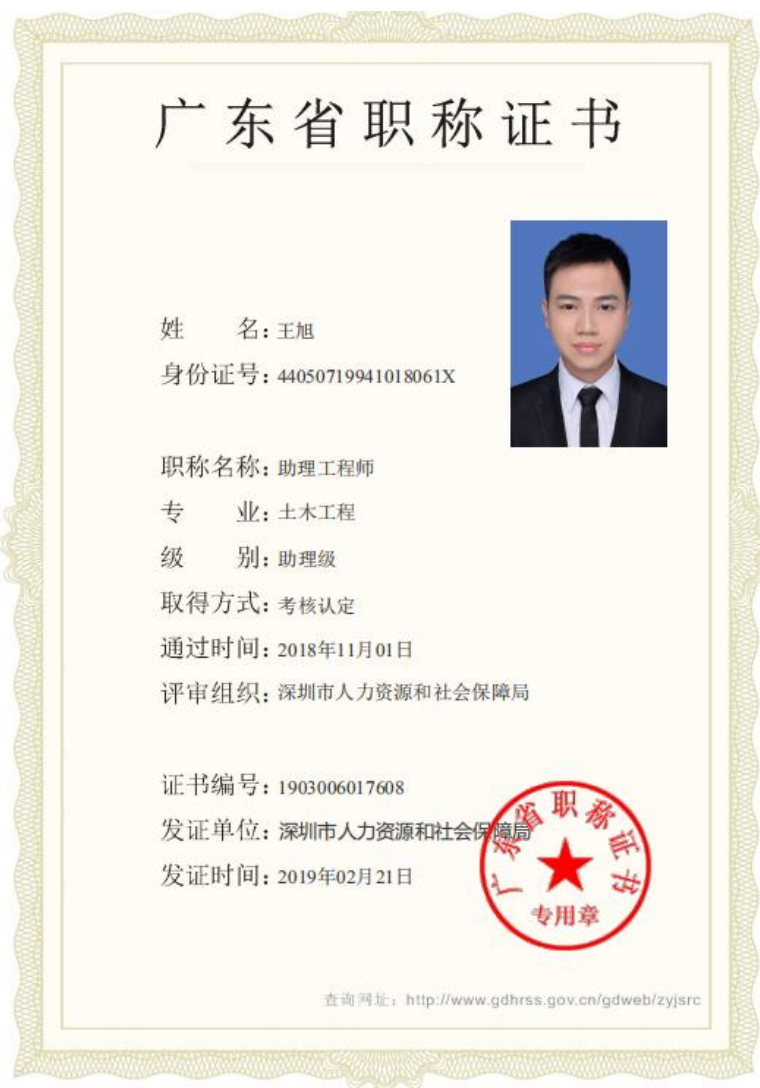 广东省职称证书
姓 名：王旭
身份证号：44050719941018061X
职称名称：助理工程师
专 业：土木工程
级 别：助理级
取得方式：考核认定
通过时间：2018年11月01日
评审组织：深圳市人力资源和社会保障局
证书编号：1903006017608
发证单位：深圳市人力资源和社会保障局
发证时间：2019年02月21日
广东省职称证书
专用章
查询网址：http://www.gdhrss.gov.cn/gdweb/zyjsrc